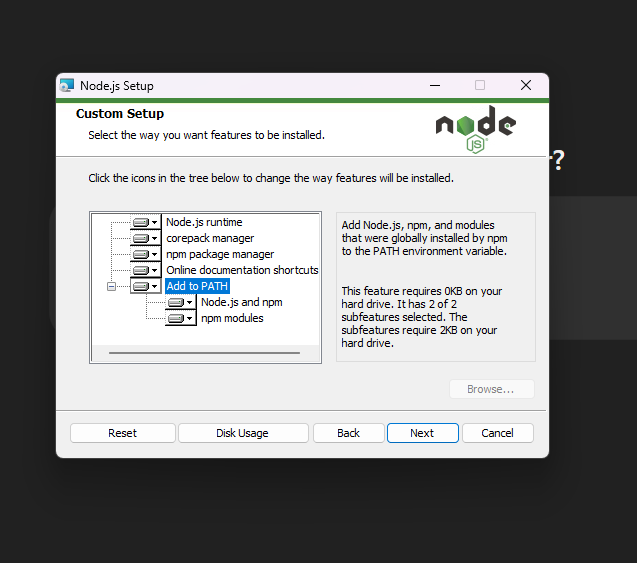 Node.js Setup
Custom Setup
Select the way you want features to be installed.
node
JS
?
Click the icons in the tree below to change the way features will be installed.
Node.js runtime
corepack manager
npm package manager
Online documentation shortcuts
Add to PATH
Node.js and npm
npm modules
Add Node.js, npm, and modules
that were globally installed by npm
to the PATH environment variable.
This feature requires 0KB on your
hard drive. It has 2 of 2
subfeatures selected. The
subfeatures require 2KB on your
hard drive.
Browse...
Reset
Disk Usage
Back
Next
Cancel